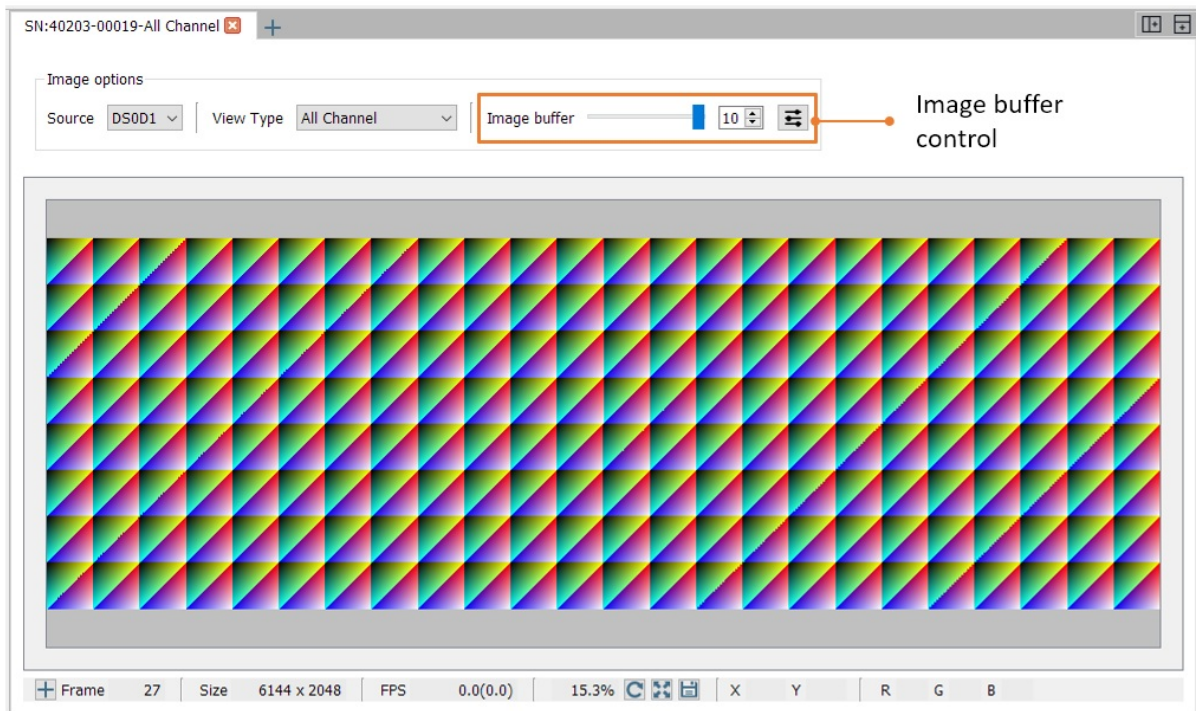 SN:40203-00019-All Channel
Image options
Source DS0D1 View Type All Channel Image buffer 10
Image buffer
control
Frame 27 Size 6144 x 2048 FPS 0.0(0.0) 15.3% X Y R G B